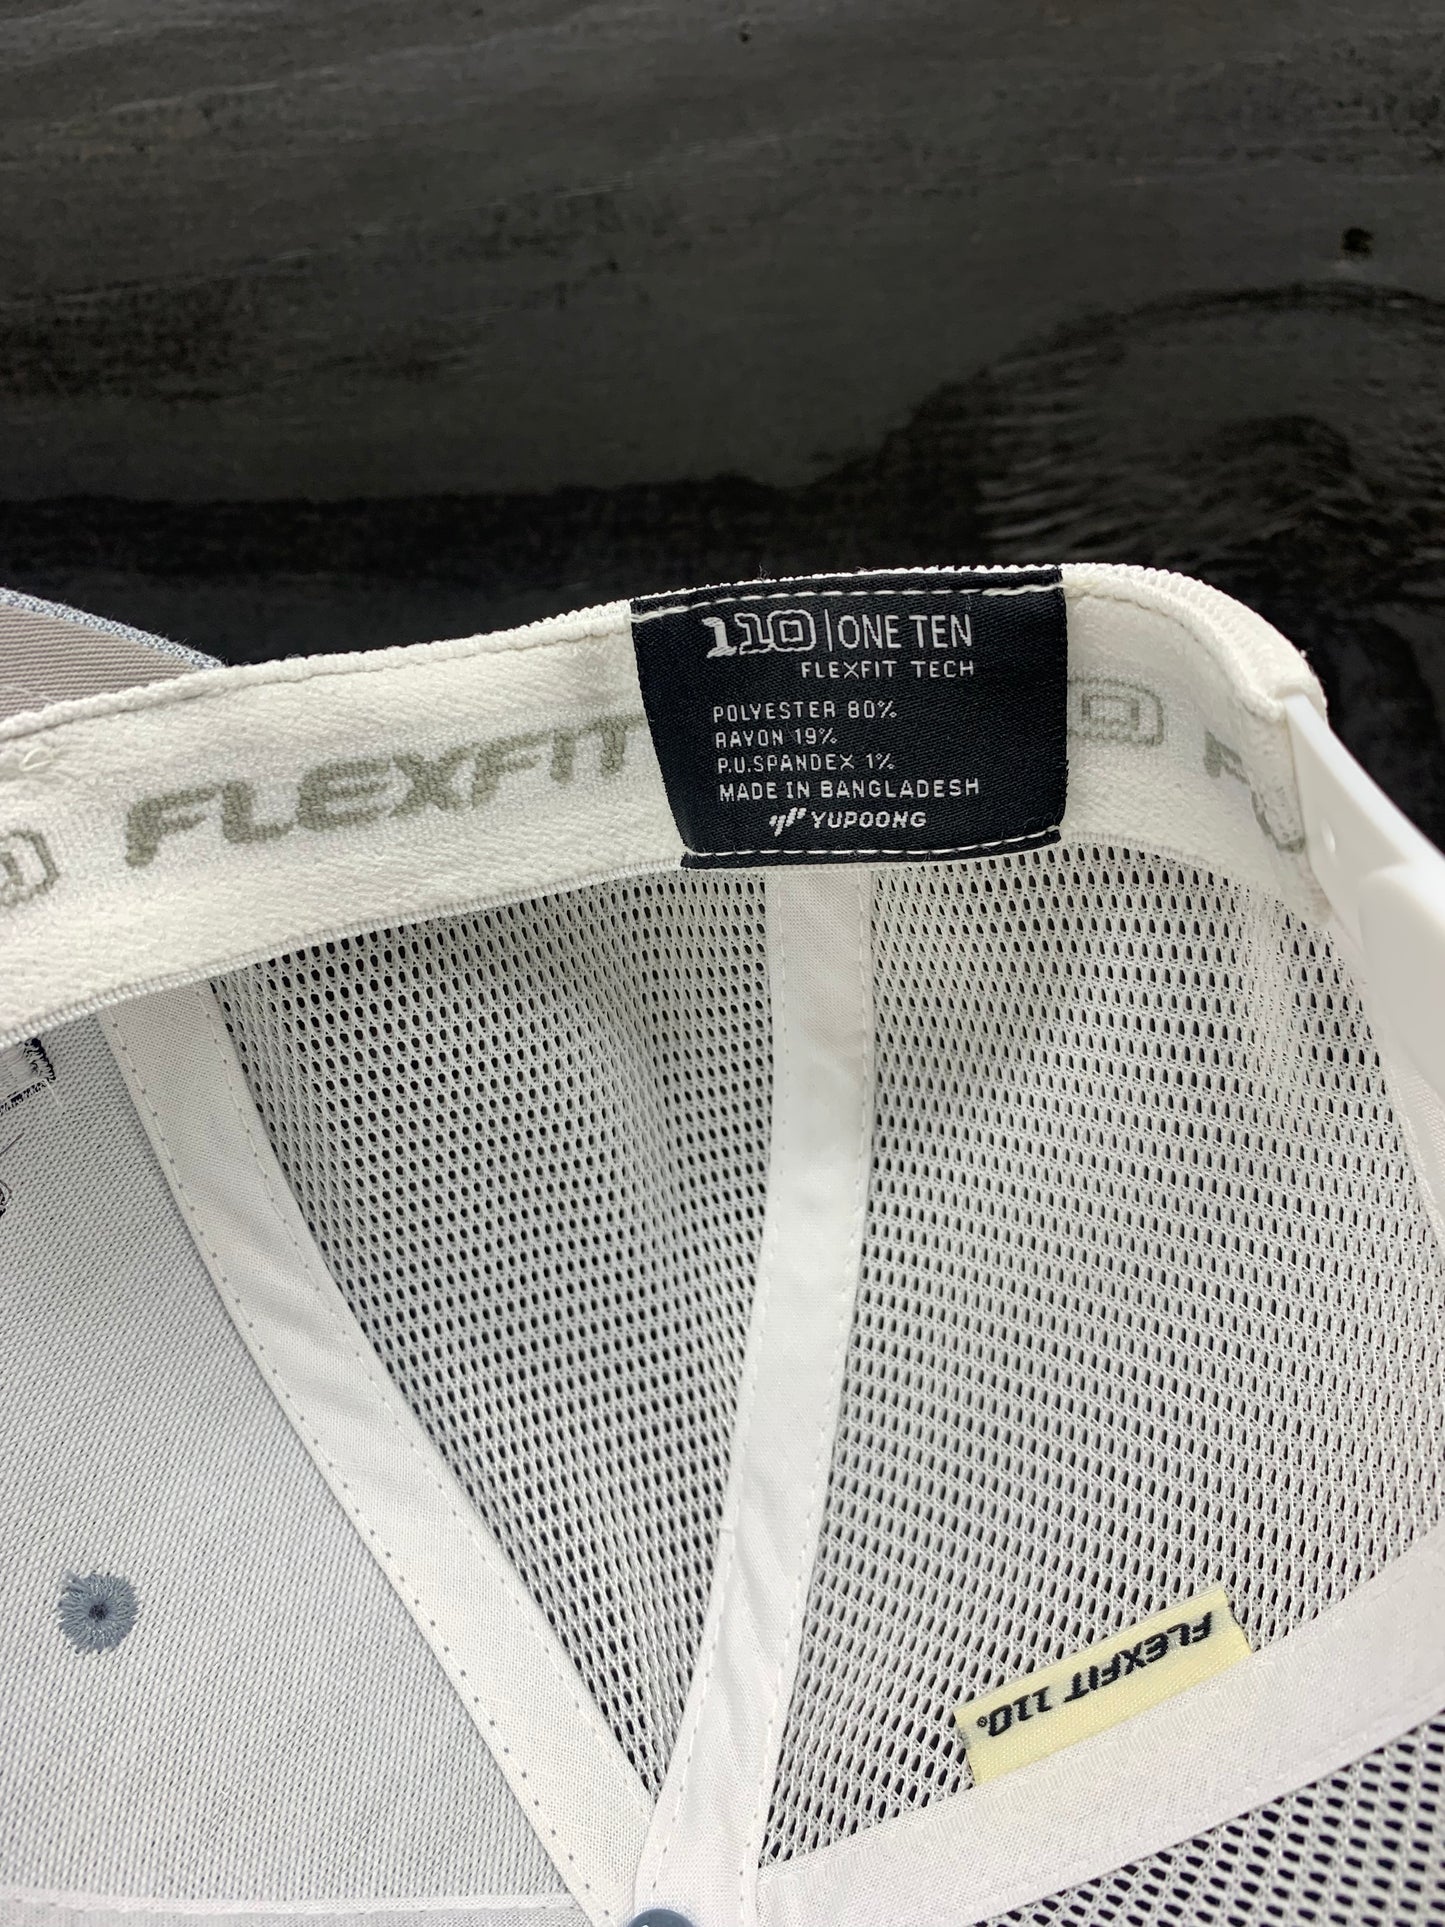 110 | ONE TEN
FLEXFIT TECH
POLYESTER 80%
RAYON 19%
P.U.SPANDEX 1%
MADE IN BANGLADESH
YUPOONG
FLEXFIT
FLEXFIT 110®